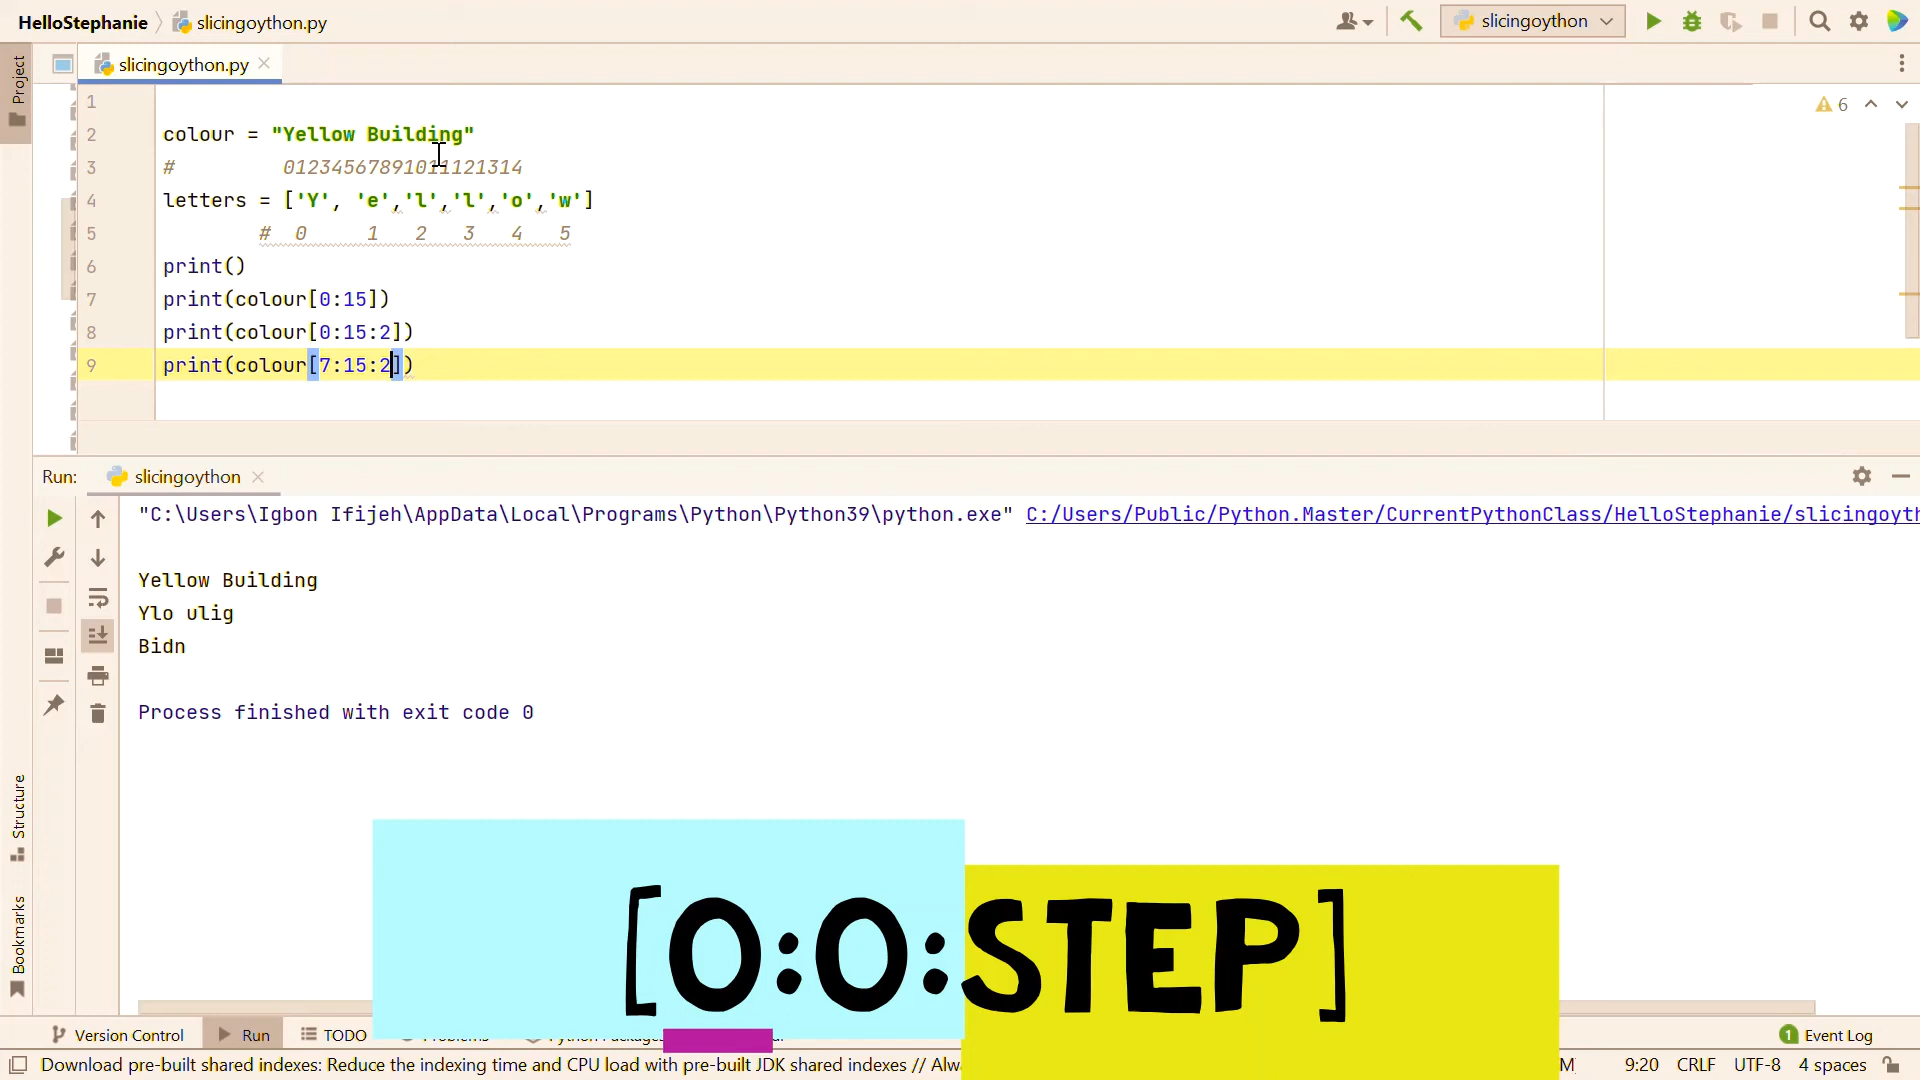 HelloStephanie slicingoython.py slicingoython
Project
slicingoython.py
6
1
2 colour = "Yellow Building"
3 # 01234567891011121314
4 letters = ['Y', 'e','l','l','o','w']
5 # 0 1 2 3 4 5
6 print()
7 print(colour[0:15])
8 print(colour[0:15:2])
9 print(colour[7:15:2])
Run: slicingoython
"C:\Users\Igbon Ifijeh\AppData\Local\Programs\Python\Python39\python.exe" C:/Users/Public/Python.Master/CurrentPythonClass/HelloStephanie/slicingoyth
Yellow Building
Ylo ulig
Bidn
Process finished with exit code 0
Structure
Bookmarks
[0:0:STEP]
Version Control Run TODO Event Log
Download pre-built shared indexes: Reduce the indexing time and CPU load with pre-built JDK shared indexes // Alw 9:20 CRLF UTF-8 4 spaces